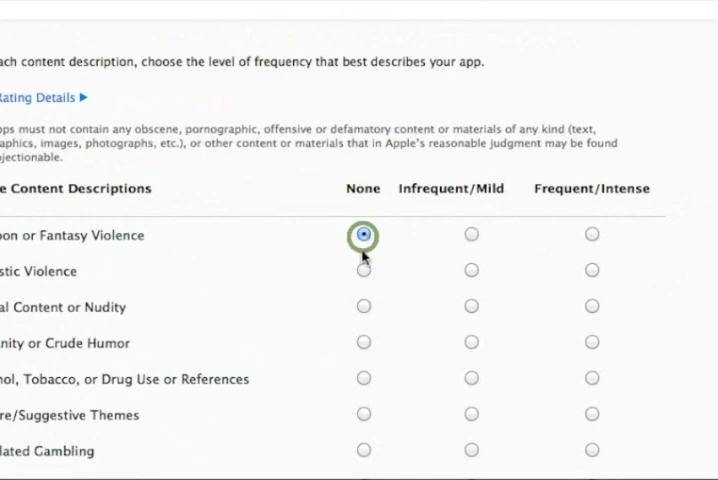 ach content description, choose the level of frequency that best describes your app.
Rating Details ▶
ps must not contain any obscene, pornographic, offensive or defamatory content or materials of any kind (text,
aphics, images, photographs, etc.), or other content or materials that in Apple's reasonable judgment may be found
jectionable.
e Content Descriptions None Infrequent/Mild Frequent/Intense
oon or Fantasy Violence
stic Violence
al Content or Nudity
nity or Crude Humor
hol, Tobacco, or Drug Use or References
re/Suggestive Themes
lated Gambling